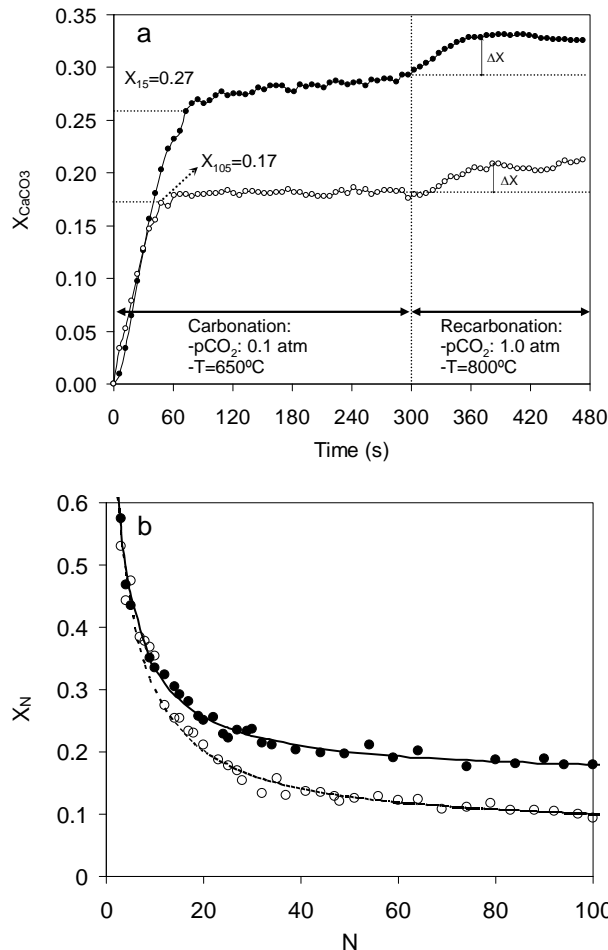 a
X15=0.27
X105=0.17
ΔX
ΔX
XCaCO3
0.35
0.30
0.25
0.20
0.15
0.10
0.05
0.00
Carbonation:
-pCO2: 0.1 atm
-T=650ºC
Recarbonation:
-pCO2: 1.0 atm
-T=800ºC
0 60 120 180 240 300 360 420 480
Time (s)
b
XN
0.6
0.5
0.4
0.3
0.2
0.1
0
0 20 40 60 80 100
N